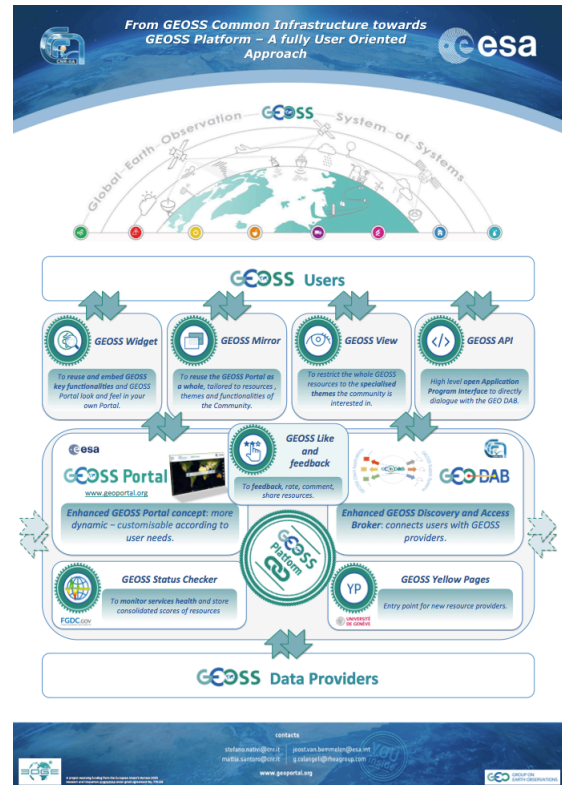 From GEOSS Common Infrastructure towards
GEOSS Platform – A fully User Oriented
Approach
CNR-IIA
esa
Global Earth Observation
GEOSS
System of Systems
GEOSS Users
GEOSS Widget
To reuse and embed GEOSS
key functionalities and GEOSS
Portal look and feel in your
own Portal.
GEOSS Mirror
To reuse the GEOSS Portal as
a whole, tailored to resources ,
themes and functionalities of
the Community.
GEOSS View
To restrict the whole GEOSS
resources to the specialised
themes the community is
interested in.
GEOSS API
High level open Application
Program Interface to directly
dialogue with the GEO DAB.
esa
GEOSS Portal
www.geoportal.org
Enhanced GEOSS Portal concept: more
dynamic – customisable according to
user needs.
GEOSS Like
and
feedback
To feedback, rate, comment,
share resources.
GEO DAB
GEO DAB
Enhanced GEOSS Discovery and Access
Broker: connects users with GEOSS
providers.
GEOSS
Platform
GEOSS Status Checker
To monitor services health and store
consolidated scores of resources
FGDC.gov
YP
GEOSS Yellow Pages
Entry point for new resource providers.
UNIVERSITÉ
DE GENÈVE
GEOSS Data Providers
contacts
stefano.nativi@cnr.it
joost.van.bemmelen@esa.int
mattia.santoro@cnr.it
g.colangeli@rheagroup.com
www.geoportal.org
EDGE
GEO GROUP ON
EARTH OBSERVATIONS